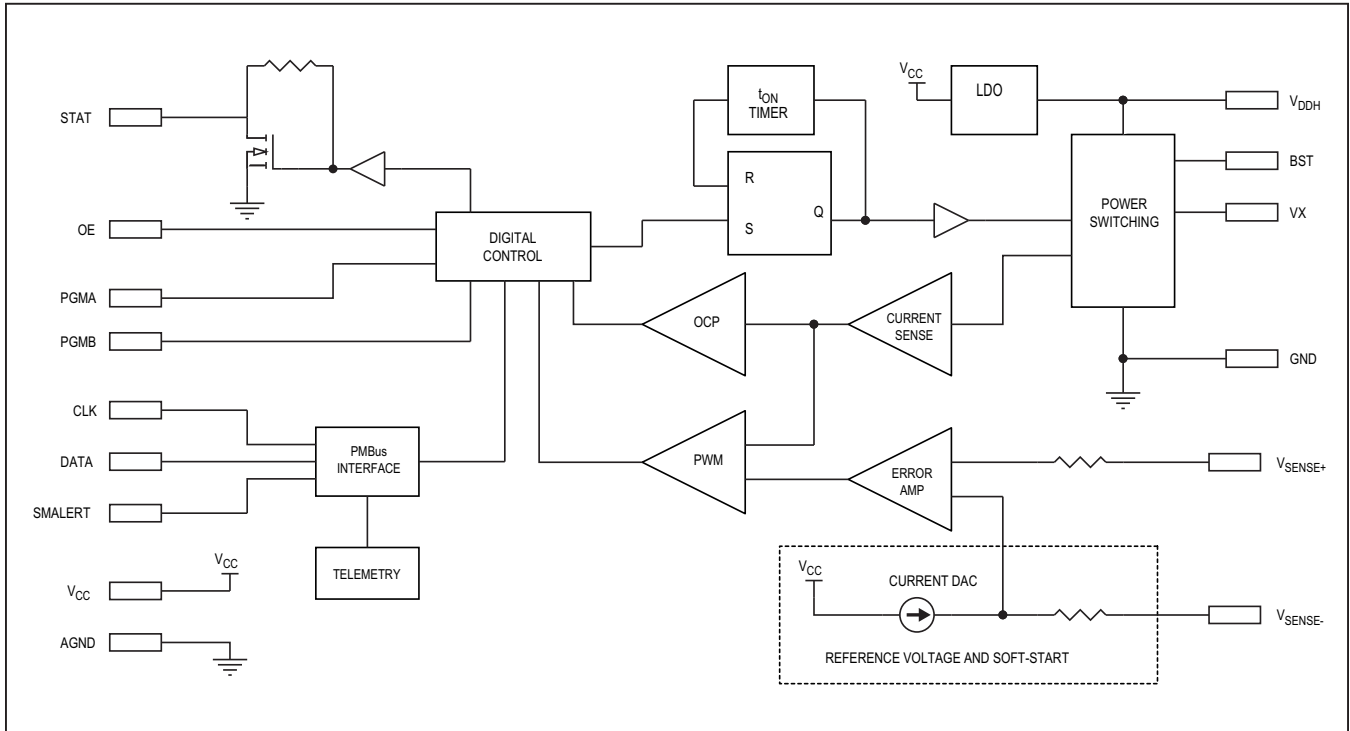 STAT
OE
PGMA
PGMB
CLK
DATA
SMALERT
VCC
VCC
AGND
DIGITAL
CONTROL
PMBus
INTERFACE
TELEMETRY
tON
TIMER
R
S
Q
VCC
LDO
POWER
SWITCHING
OCP
CURRENT
SENSE
PWM
ERROR
AMP
VCC
CURRENT DAC
REFERENCE VOLTAGE AND SOFT-START
VDDH
BST
VX
GND
VSENSE+
VSENSE-